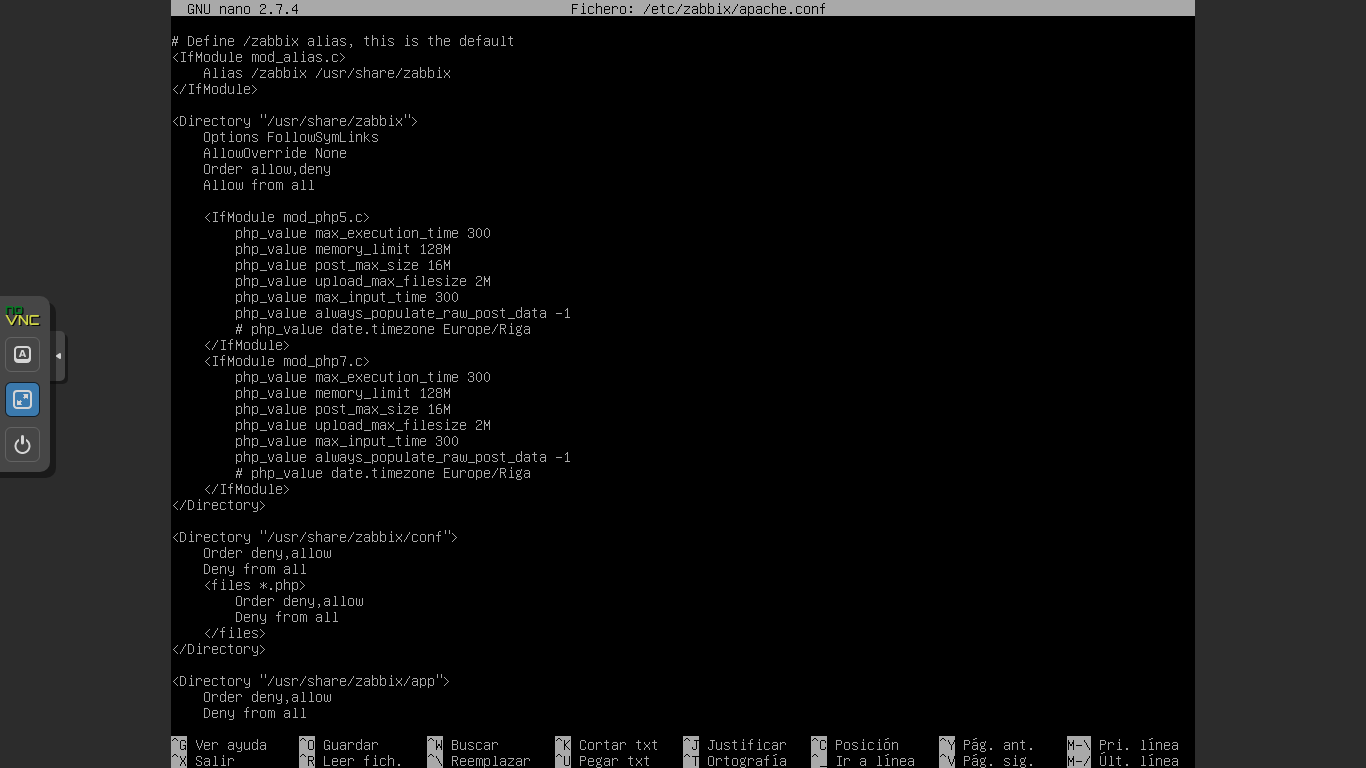 GNU nano 2.7.4 Fichero: /etc/zabbix/apache.conf
# Define /zabbix alias, this is the default
<IfModule mod_alias.c>
    Alias /zabbix /usr/share/zabbix
</IfModule>
<Directory "/usr/share/zabbix">
    Options FollowSymLinks
    AllowOverride None
    Order allow,deny
    Allow from all
    <IfModule mod_php5.c>
        php_value max_execution_time 300
        php_value memory_limit 128M
        php_value post_max_size 16M
        php_value upload_max_filesize 2M
        php_value max_input_time 300
        php_value always_populate_raw_post_data -1
        # php_value date.timezone Europe/Riga
    </IfModule>
    <IfModule mod_php7.c>
        php_value max_execution_time 300
        php_value memory_limit 128M
        php_value post_max_size 16M
        php_value upload_max_filesize 2M
        php_value max_input_time 300
        php_value always_populate_raw_post_data -1
        # php_value date.timezone Europe/Riga
    </IfModule>
</Directory>
<Directory "/usr/share/zabbix/conf">
    Order deny,allow
    Deny from all
    <files *.php>
        Order deny,allow
        Deny from all
    </files>
</Directory>
<Directory "/usr/share/zabbix/app">
    Order deny,allow
    Deny from all
^G Ver ayuda ^O Guardar ^W Buscar ^K Cortar txt ^J Justificar ^C Posición ^Y Pág. ant. M-\ Pri. línea
^X Salir ^R Leer fich. ^\ Reemplazar ^U Pegar txt ^T Ortografía ^_ Ir a línea ^V Pág. sig. M-/ Últ. línea
no
VNC
A